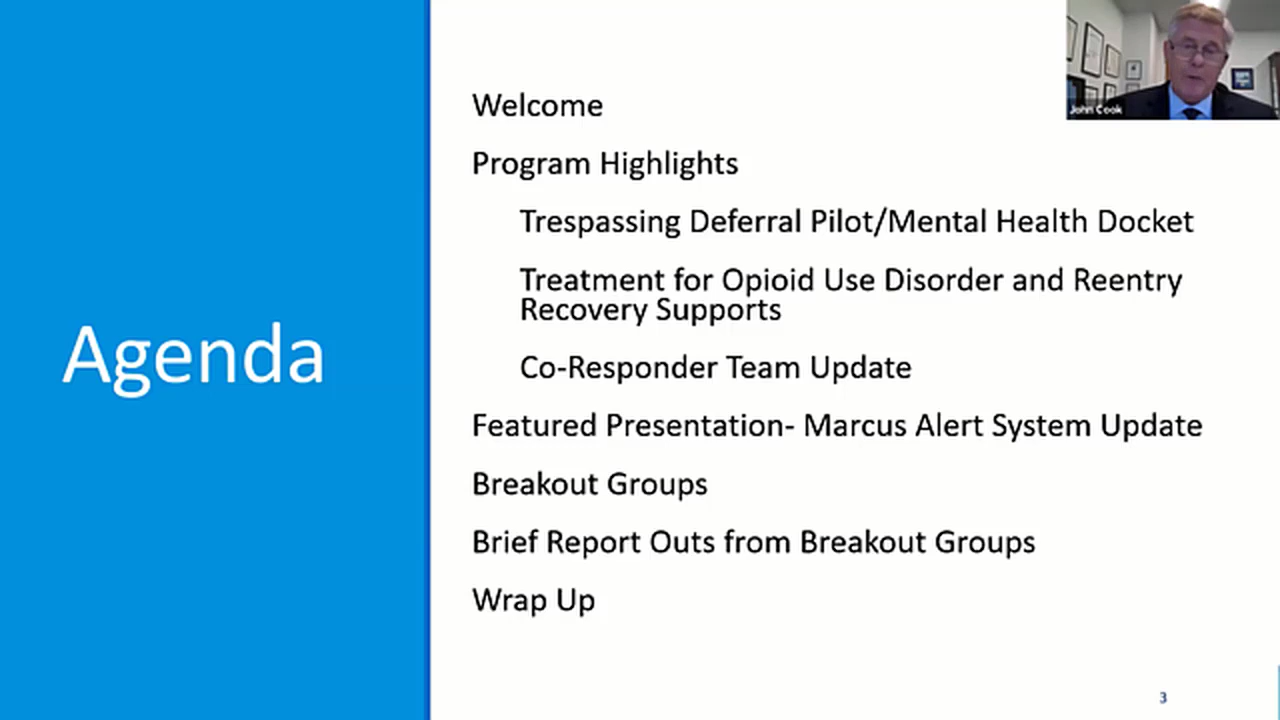 Agenda
Welcome
Program Highlights
Trespassing Deferral Pilot/Mental Health Docket
Treatment for Opioid Use Disorder and Reentry
Recovery Supports
Co-Responder Team Update
Featured Presentation- Marcus Alert System Update
Breakout Groups
Brief Report Outs from Breakout Groups
Wrap Up
John Cook
3